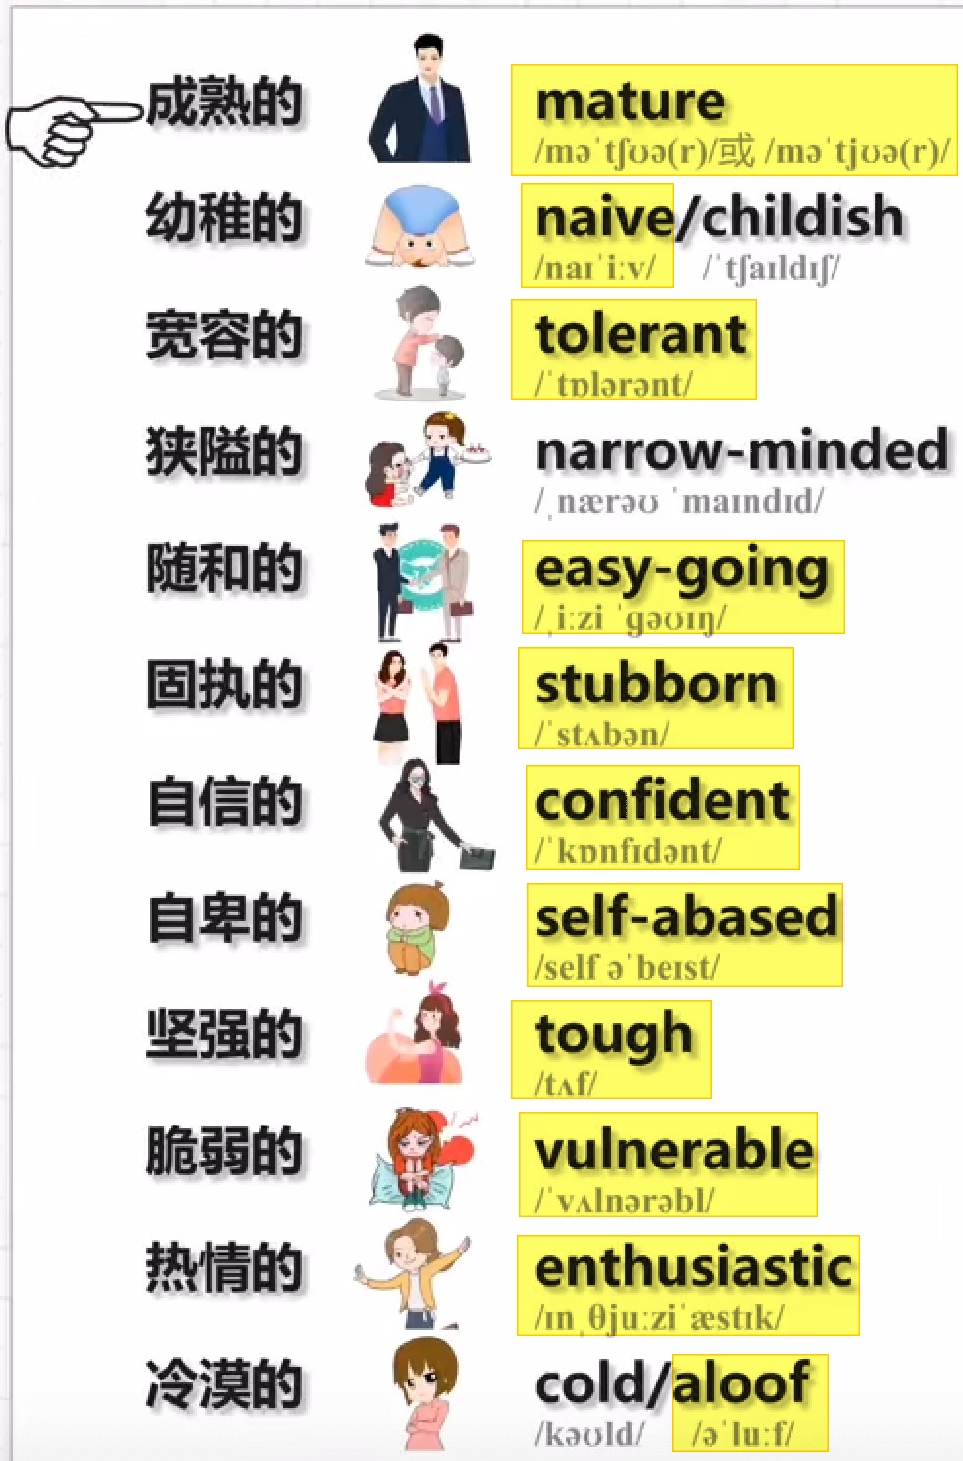 成熟的 mature
/məˈtʃʊə(r)/或 /məˈtjʊə(r)/
幼稚的 naive/childish
/naɪˈiːv/ /ˈtʃaɪldɪʃ/
宽容的 tolerant
/ˈtɒlərənt/
狭隘的 narrow-minded
/ˌnærəʊ ˈmaɪndɪd/
随和的 easy-going
/ˌiːzi ˈɡəʊɪŋ/
固执的 stubborn
/ˈstʌbən/
自信的 confident
/ˈkɒnfɪdənt/
自卑的 self-abased
/self əˈbeɪst/
坚强的 tough
/tʌf/
脆弱的 vulnerable
/ˈvʌlnərəbl/
热情的 enthusiastic
/ɪnˌθjuːziˈæstɪk/
冷漠的 cold/aloof
/kəʊld/ /əˈluːf/